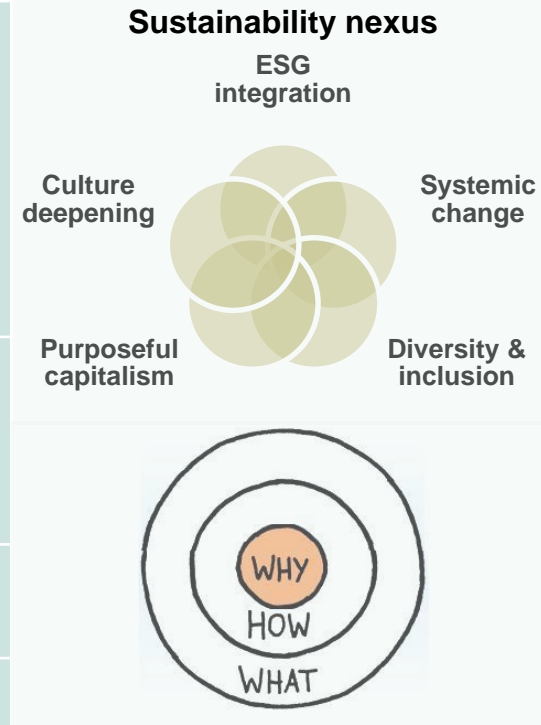 Sustainability nexus
ESG
integration
Culture
deepening
Systemic
change
Purposeful
capitalism
Diversity &
inclusion
WHY
HOW
WHAT